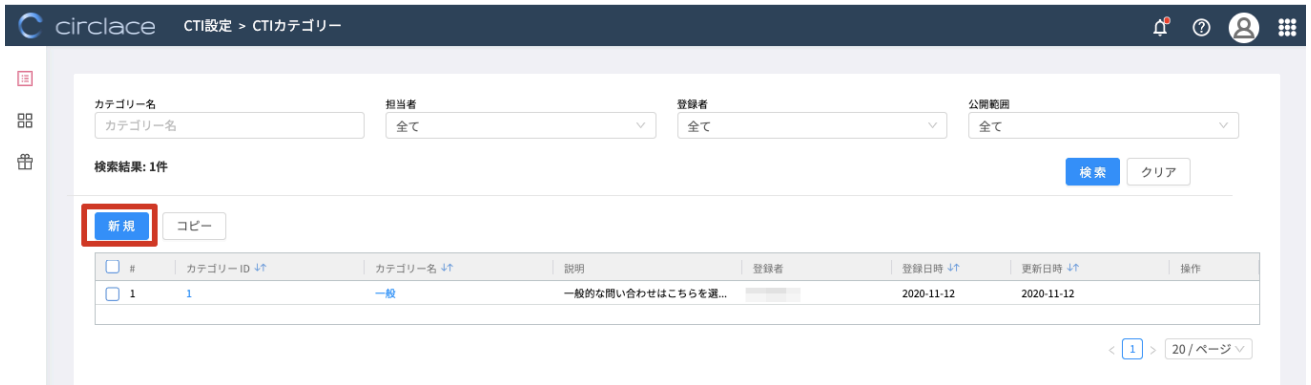 circlace CTI設定 > CTIカテゴリー
カテゴリー名 担当者 登録者 公開範囲
カテゴリー名 全て 全て 全て
検索結果: 1件 検索 クリア
新規 コピー
# カテゴリー ID カテゴリー名 説明 登録者 登録日時 更新日時 操作
1 1 一般 一般的な問い合わせはこちらを選... 2020-11-12 2020-11-12
< 1 > 20 / ページ